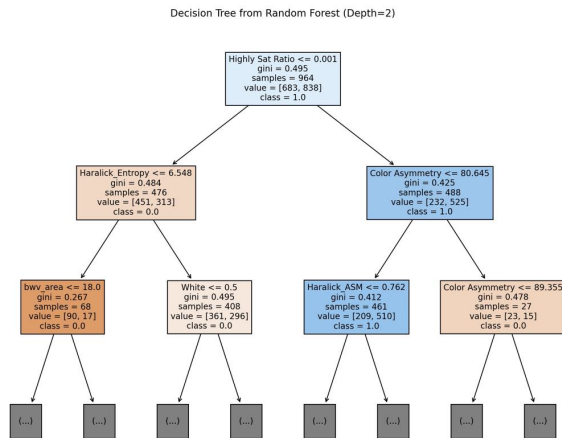 Decision Tree from Random Forest (Depth=2)
Highly Sat Ratio <= 0.001
gini = 0.495
samples = 964
value = [683, 838]
class = 1.0
Haralick_Entropy <= 6.548
gini = 0.484
samples = 476
value = [451, 313]
class = 0.0
Color Asymmetry <= 80.645
gini = 0.425
samples = 488
value = [232, 525]
class = 1.0
bwv_area <= 18.0
gini = 0.267
samples = 68
value = [90, 17]
class = 0.0
White <= 0.5
gini = 0.495
samples = 408
value = [361, 296]
class = 0.0
Haralick_ASM <= 0.762
gini = 0.412
samples = 461
value = [209, 510]
class = 1.0
Color Asymmetry <= 89.355
gini = 0.478
samples = 27
value = [23, 15]
class = 0.0
(...)
(...)
(...)
(...)
(...)
(...)
(...)
(...)